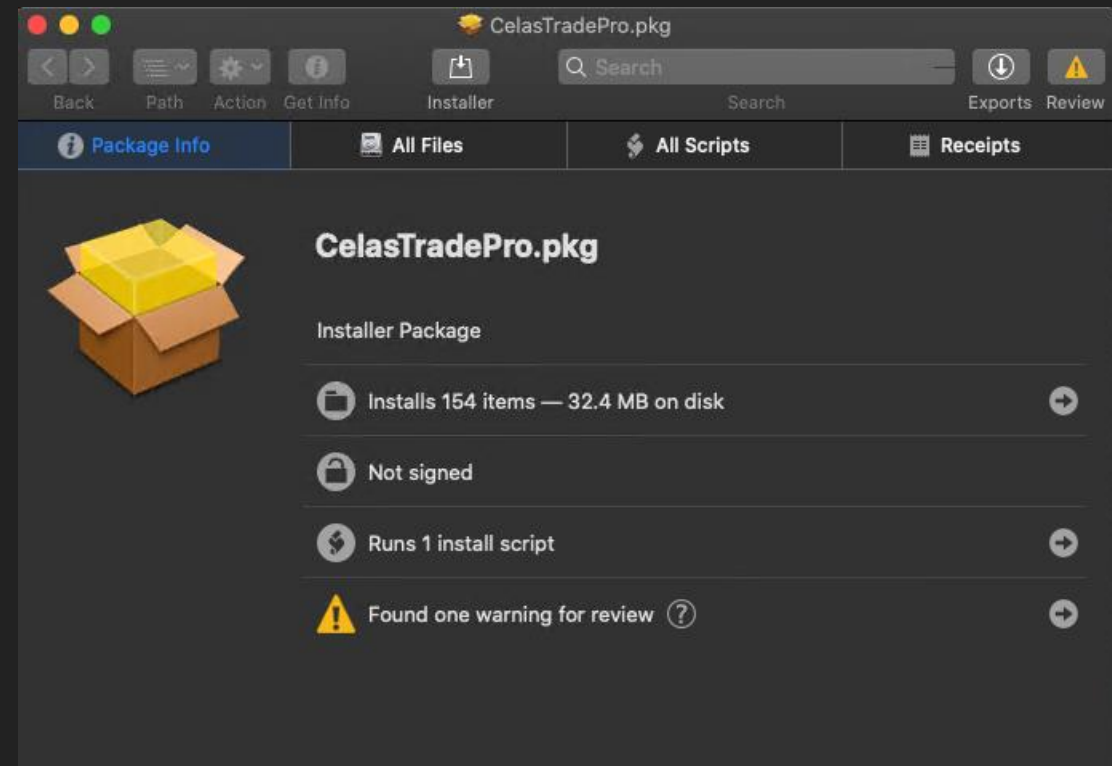 CelasTradePro.pkg
Search
Back Path Action Get Info Installer Search Exports Review
Package Info All Files All Scripts Receipts
CelasTradePro.pkg
Installer Package
Installs 154 items — 32.4 MB on disk
Not signed
Runs 1 install script
Found one warning for review ?